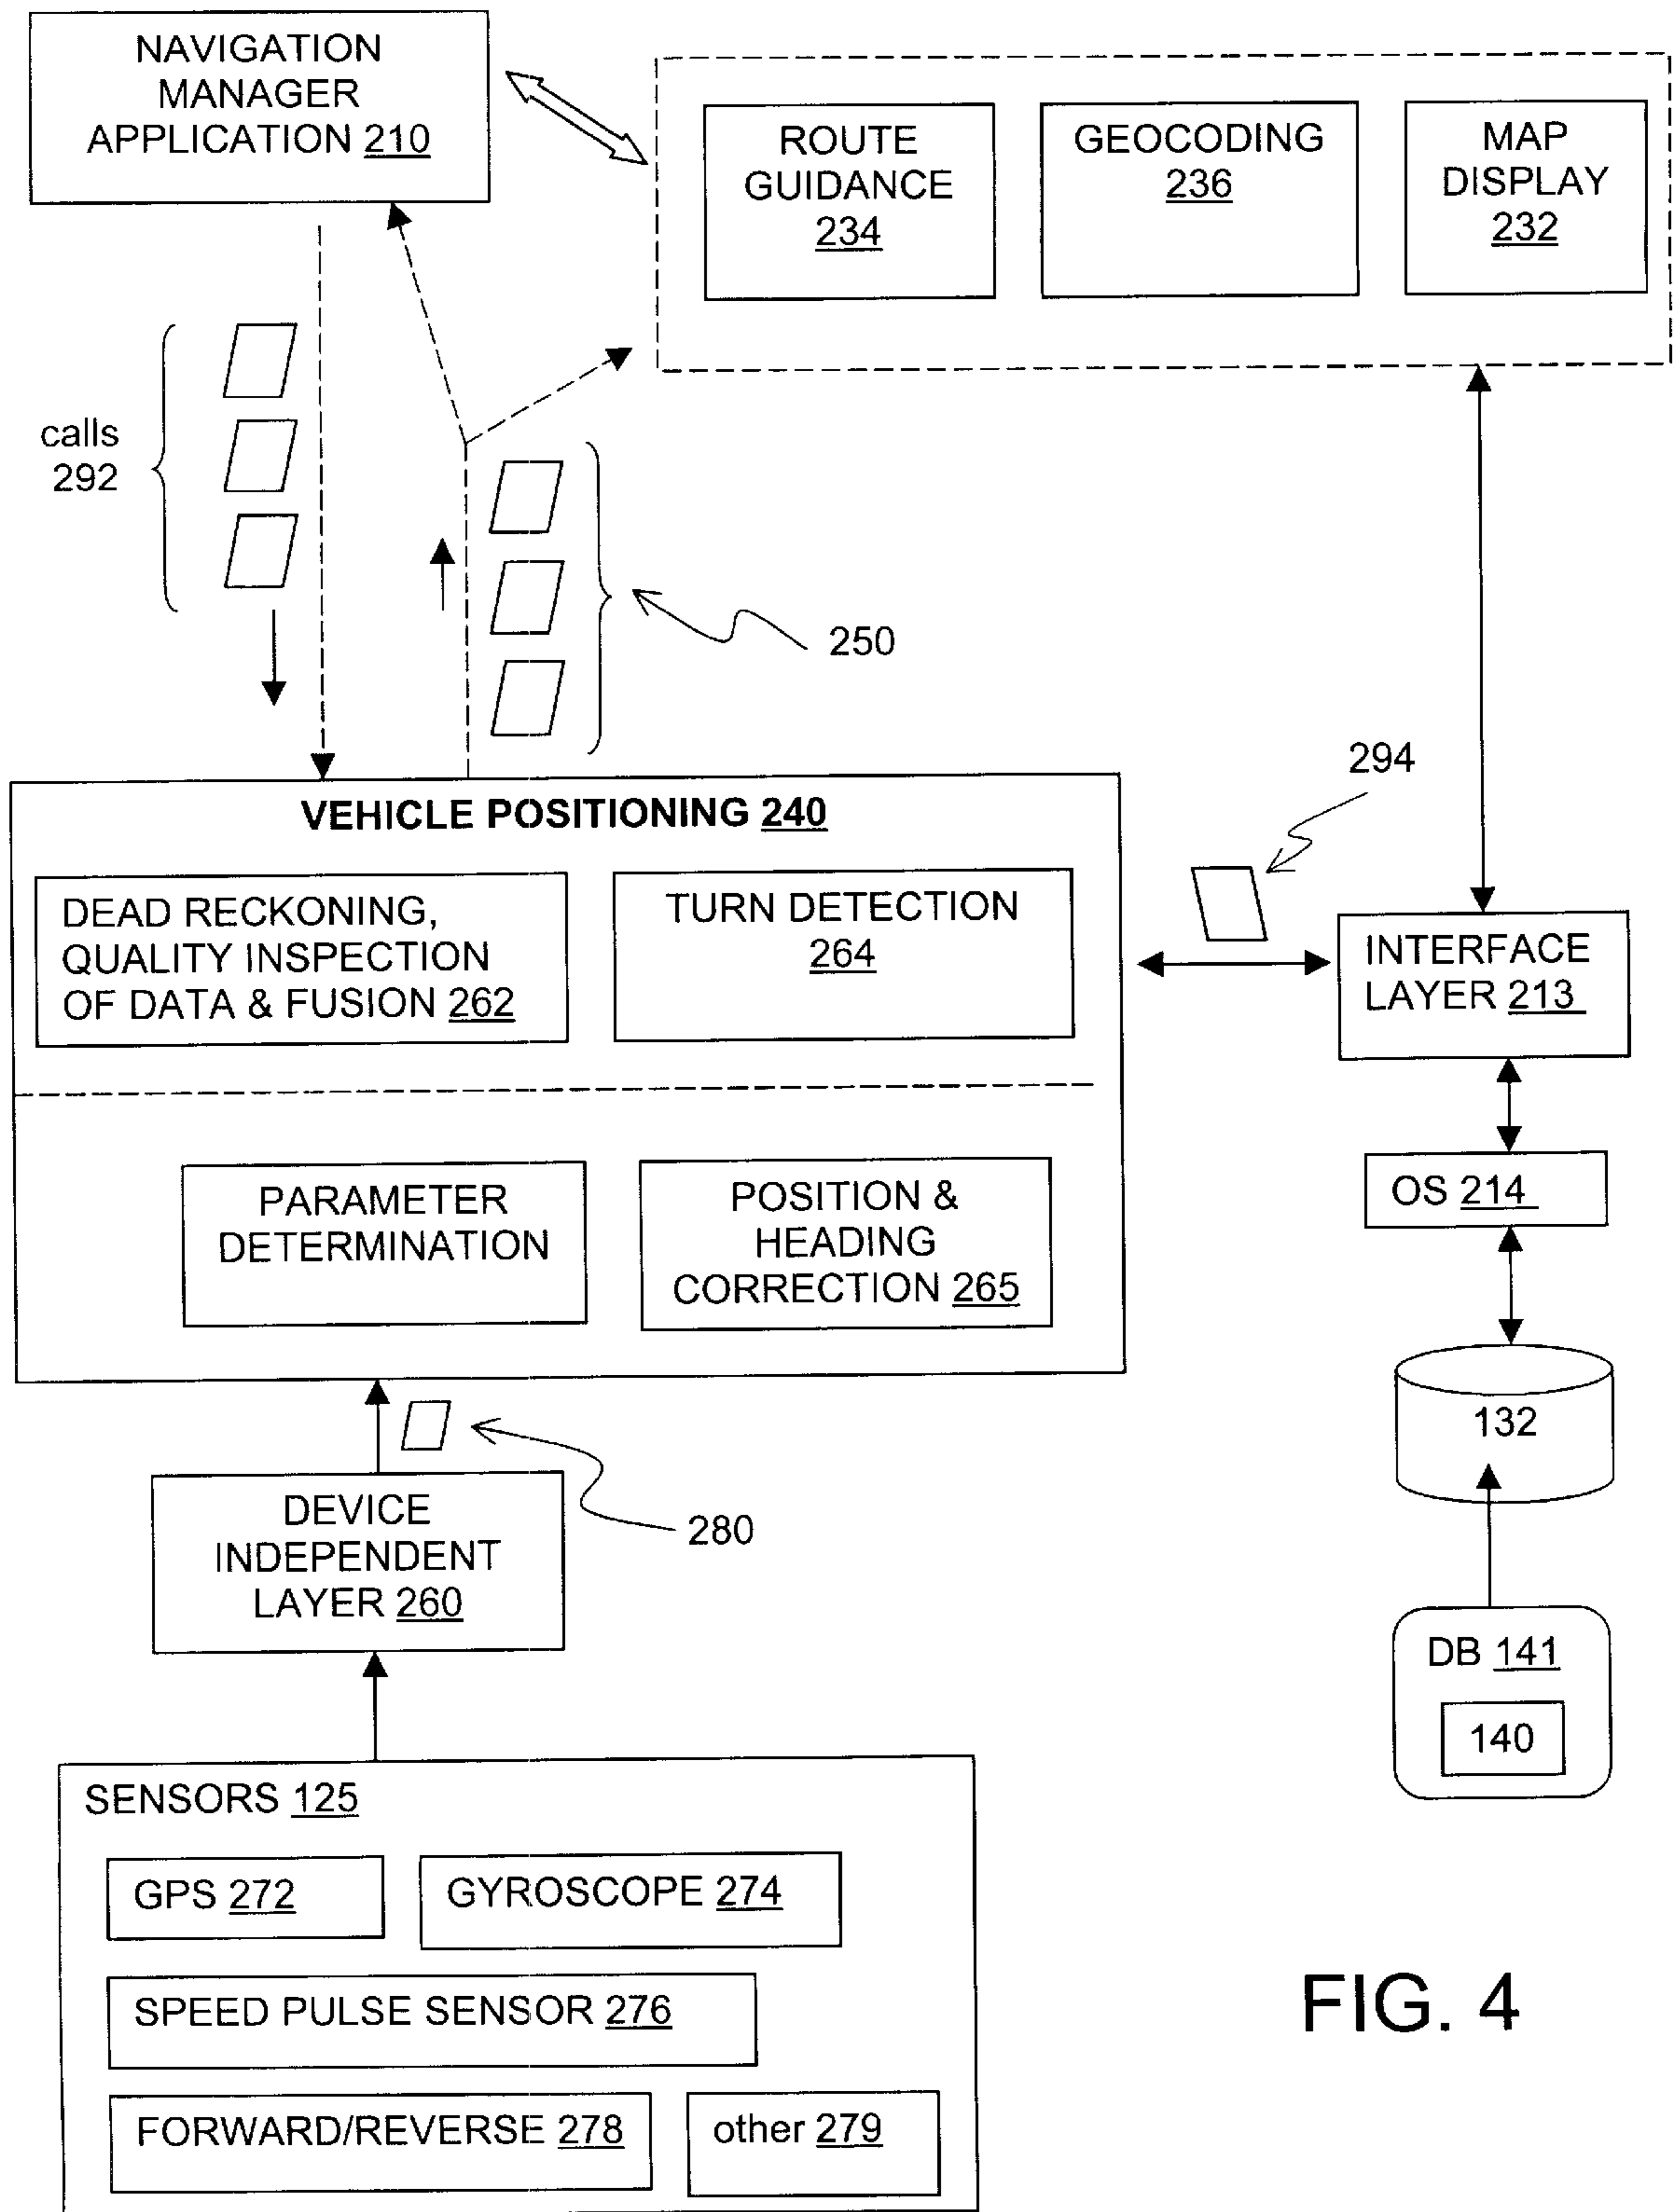 NAVIGATION
MANAGER
APPLICATION 210
ROUTE
GUIDANCE
234
GEOCODING
236
MAP
DISPLAY
232
calls
292
250
294
VEHICLE POSITIONING 240
DEAD RECKONING,
QUALITY INSPECTION
OF DATA & FUSION 262
TURN DETECTION
264
INTERFACE
LAYER 213
PARAMETER
DETERMINATION
POSITION &
HEADING
CORRECTION 265
OS 214
132
280
DEVICE
INDEPENDENT
LAYER 260
DB 141
140
SENSORS 125
GPS 272
GYROSCOPE 274
SPEED PULSE SENSOR 276
FORWARD/REVERSE 278
other 279
FIG. 4